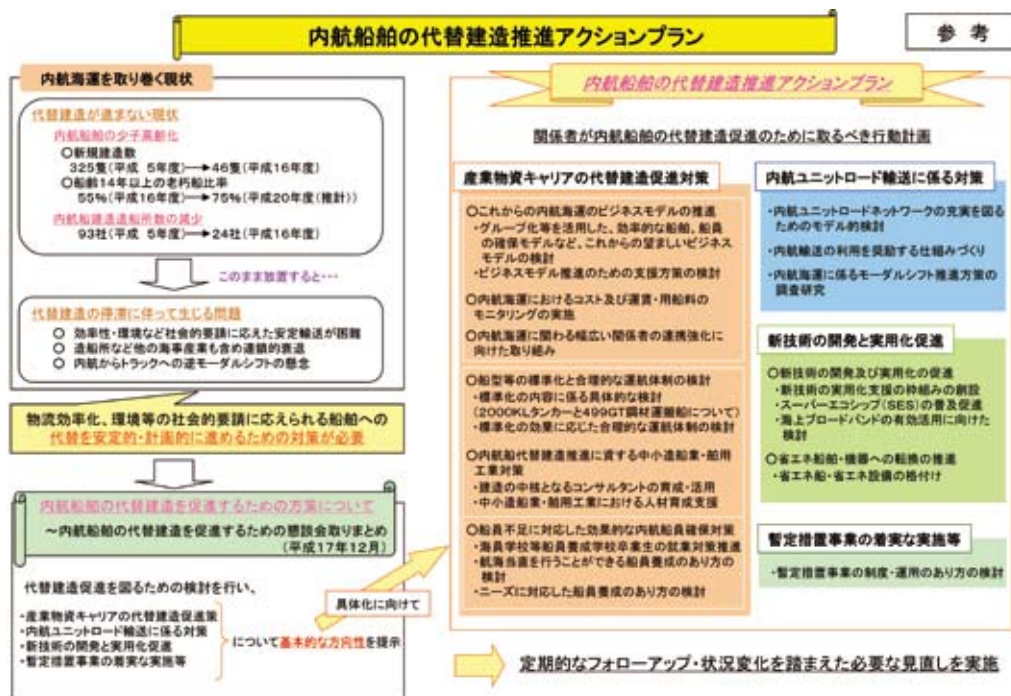 内航船舶の代替建造推進アクションプラン
参 考
内航海運を取り巻く現状
代替建造が進まない現状
内航船舶の少子高齢化
○新規建造数
325隻(平成 5年度)→46隻(平成16年度)
○船齢14年以上の老朽船比率
55%(平成16年度)→75%(平成20年度(推計))
内航船建造造船所数の減少
93社(平成 5年度)→24社(平成16年度)
このまま放置すると・・・
代替建造の停滞に伴って生じる問題
○ 効率性・環境など社会的要請に応えた安定輸送が困難
○ 造船所など他の海事産業も含め連鎖的衰退
○ 内航からトラックへの逆モーダルシフトの懸念
物流効率化、環境等の社会的要請に応えられる船舶への
代替を安定的・計画的に進めるための対策が必要
内航船舶の代替建造を促進するための方策について
～内航船舶の代替建造を促進するための懇談会取りまとめ
(平成17年12月)
代替建造促進を図るための検討を行い、
・産業物資キャリアの代替建造促進策
・内航ユニットロード輸送に係る対策
・新技術の開発と実用化促進
・暫定措置事業の着実な実施等
について基本的な方向性を提示
具体化に向けて
内航船舶の代替建造推進アクションプラン
関係者が内航船舶の代替建造促進のために取るべき行動計画
産業物資キャリアの代替建造促進対策
○これからの内航海運のビジネスモデルの推進
・グループ化等を活用した、効率的な船舶、船員
の確保モデルなど、これからの望ましいビジネス
モデルの検討
・ビジネスモデル推進のための支援方策の検討
○内航海運におけるコスト及び運賃・用船料の
モニタリングの実施
○内航海運に関わる幅広い関係者の連携強化に
向けた取り組み
○船型等の標準化と合理的な運航体制の検討
・標準化の内容に係る具体的な検討
(2000KLタンカーと499GT鋼材運搬船について)
・標準化の効果に応じた合理的な運航体制の検討
○内航船代替建造推進に資する中小造船業・舶用
工業対策
・建造の中核となるコンサルタントの育成・活用
・中小造船業・舶用工業における人材育成支援
○船員不足に対応した効果的な内航船員確保対策
・海員学校等船員養成学校卒業生の就業対策推進
・航海当直を行うことができる船員養成のあり方の
検討
・ニーズに対応した船員養成のあり方の検討
内航ユニットロード輸送に係る対策
・内航ユニットロードネットワークの充実を図る
ためのモデル的検討
・内航輸送の利用を奨励する仕組みづくり
・内航海運に係るモーダルシフト推進方策の
調査研究
新技術の開発と実用化促進
○新技術の開発及び実用化の促進
・新技術の実用化支援の枠組みの創設
・スーパーエコシップ(SES)の普及促進
・海上ブロードバンドの有効活用に向けた
検討
○省エネ船舶・機器への転換の推進
・省エネ船・省エネ設備の格付け
暫定措置事業の着実な実施等
・暫定措置事業の制度・運用のあり方の検討
定期的なフォローアップ・状況変化を踏まえた必要な見直しを実施